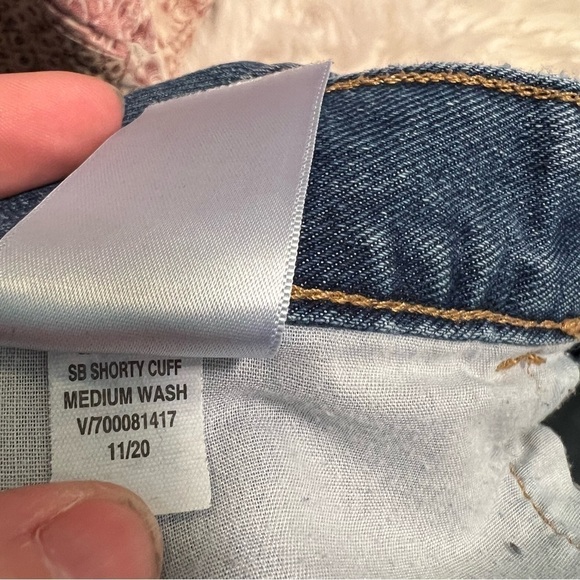 SB SHORTY CUFF
MEDIUM WASH
V/700081417
11/20